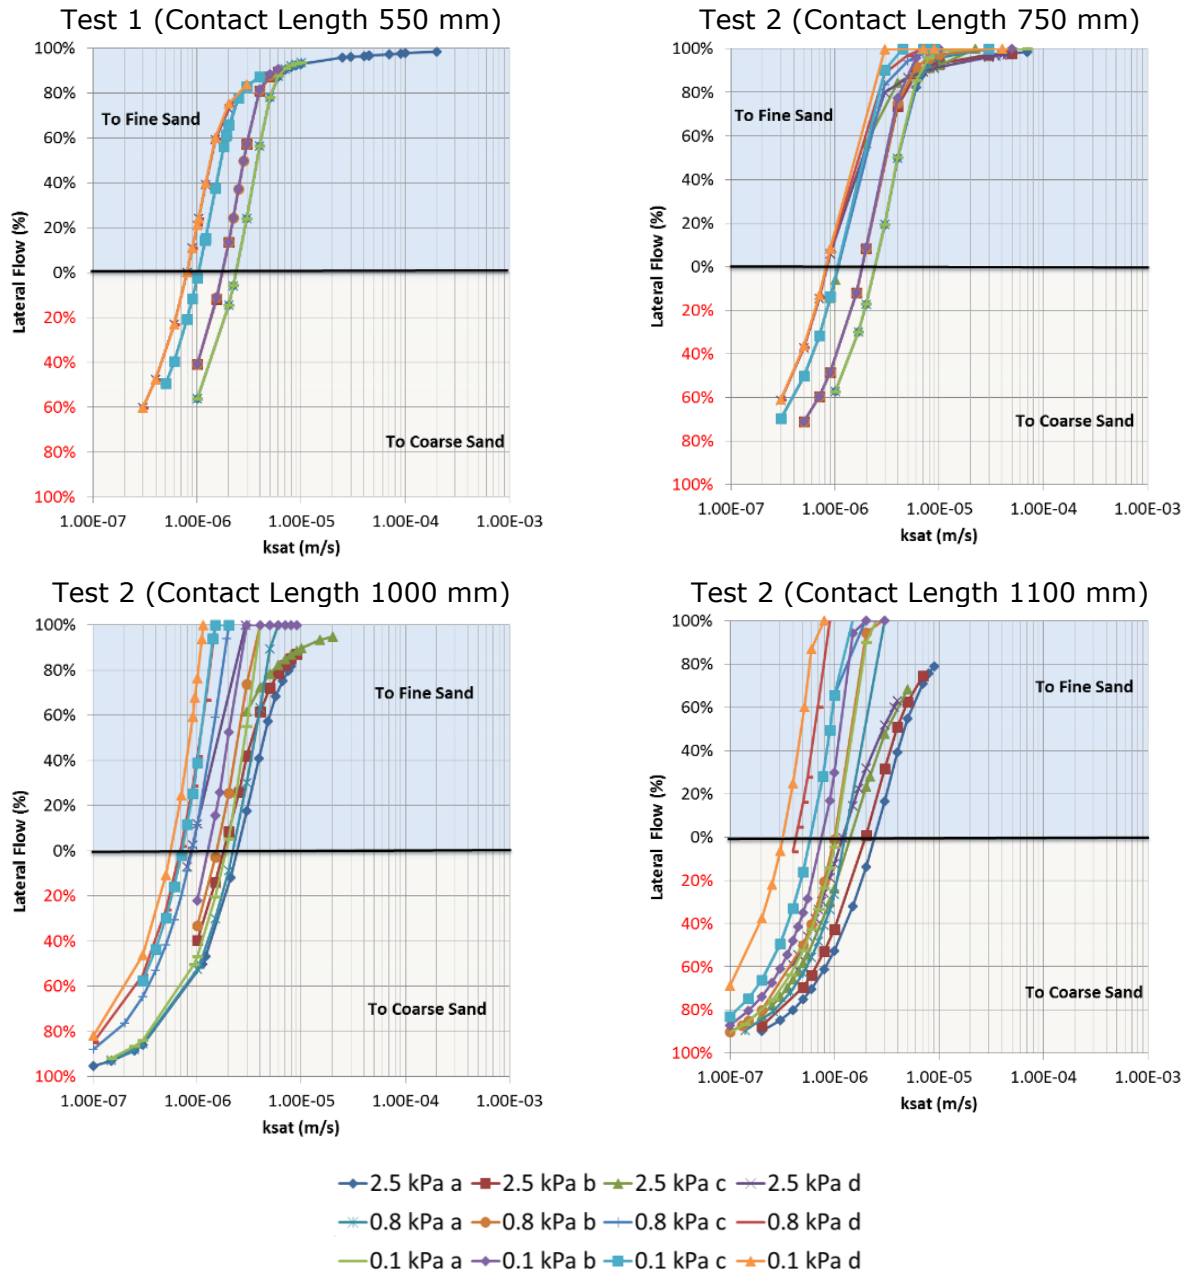 Test 1 (Contact Length 550 mm)
100%
80%
60%
40%
20%
0%
20%
40%
60%
80%
100%
Lateral Flow (%)
To Fine Sand
To Coarse Sand
1.00E-07 1.00E-06 1.00E-05 1.00E-04 1.00E-03
ksat (m/s)
Test 2 (Contact Length 750 mm)
100%
80%
60%
40%
20%
0%
20%
40%
60%
80%
100%
Lateral Flow (%)
To Fine Sand
To Coarse Sand
1.00E-07 1.00E-06 1.00E-05 1.00E-04 1.00E-03
ksat (m/s)
Test 2 (Contact Length 1000 mm)
100%
80%
60%
40%
20%
0%
20%
40%
60%
80%
100%
Lateral Flow (%)
To Fine Sand
To Coarse Sand
1.00E-07 1.00E-06 1.00E-05 1.00E-04 1.00E-03
ksat (m/s)
Test 2 (Contact Length 1100 mm)
100%
80%
60%
40%
20%
0%
20%
40%
60%
80%
100%
Lateral Flow (%)
To Fine Sand
To Coarse Sand
1.00E-07 1.00E-06 1.00E-05 1.00E-04 1.00E-03
ksat (m/s)
2.5 kPa a 2.5 kPa b 2.5 kPa c 2.5 kPa d
0.8 kPa a 0.8 kPa b 0.8 kPa c 0.8 kPa d
0.1 kPa a 0.1 kPa b 0.1 kPa c 0.1 kPa d